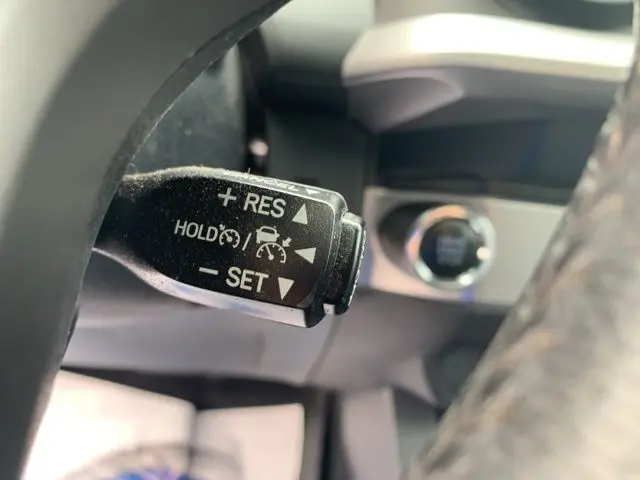 + RES ▲
HOLD / ◀
− SET ▼